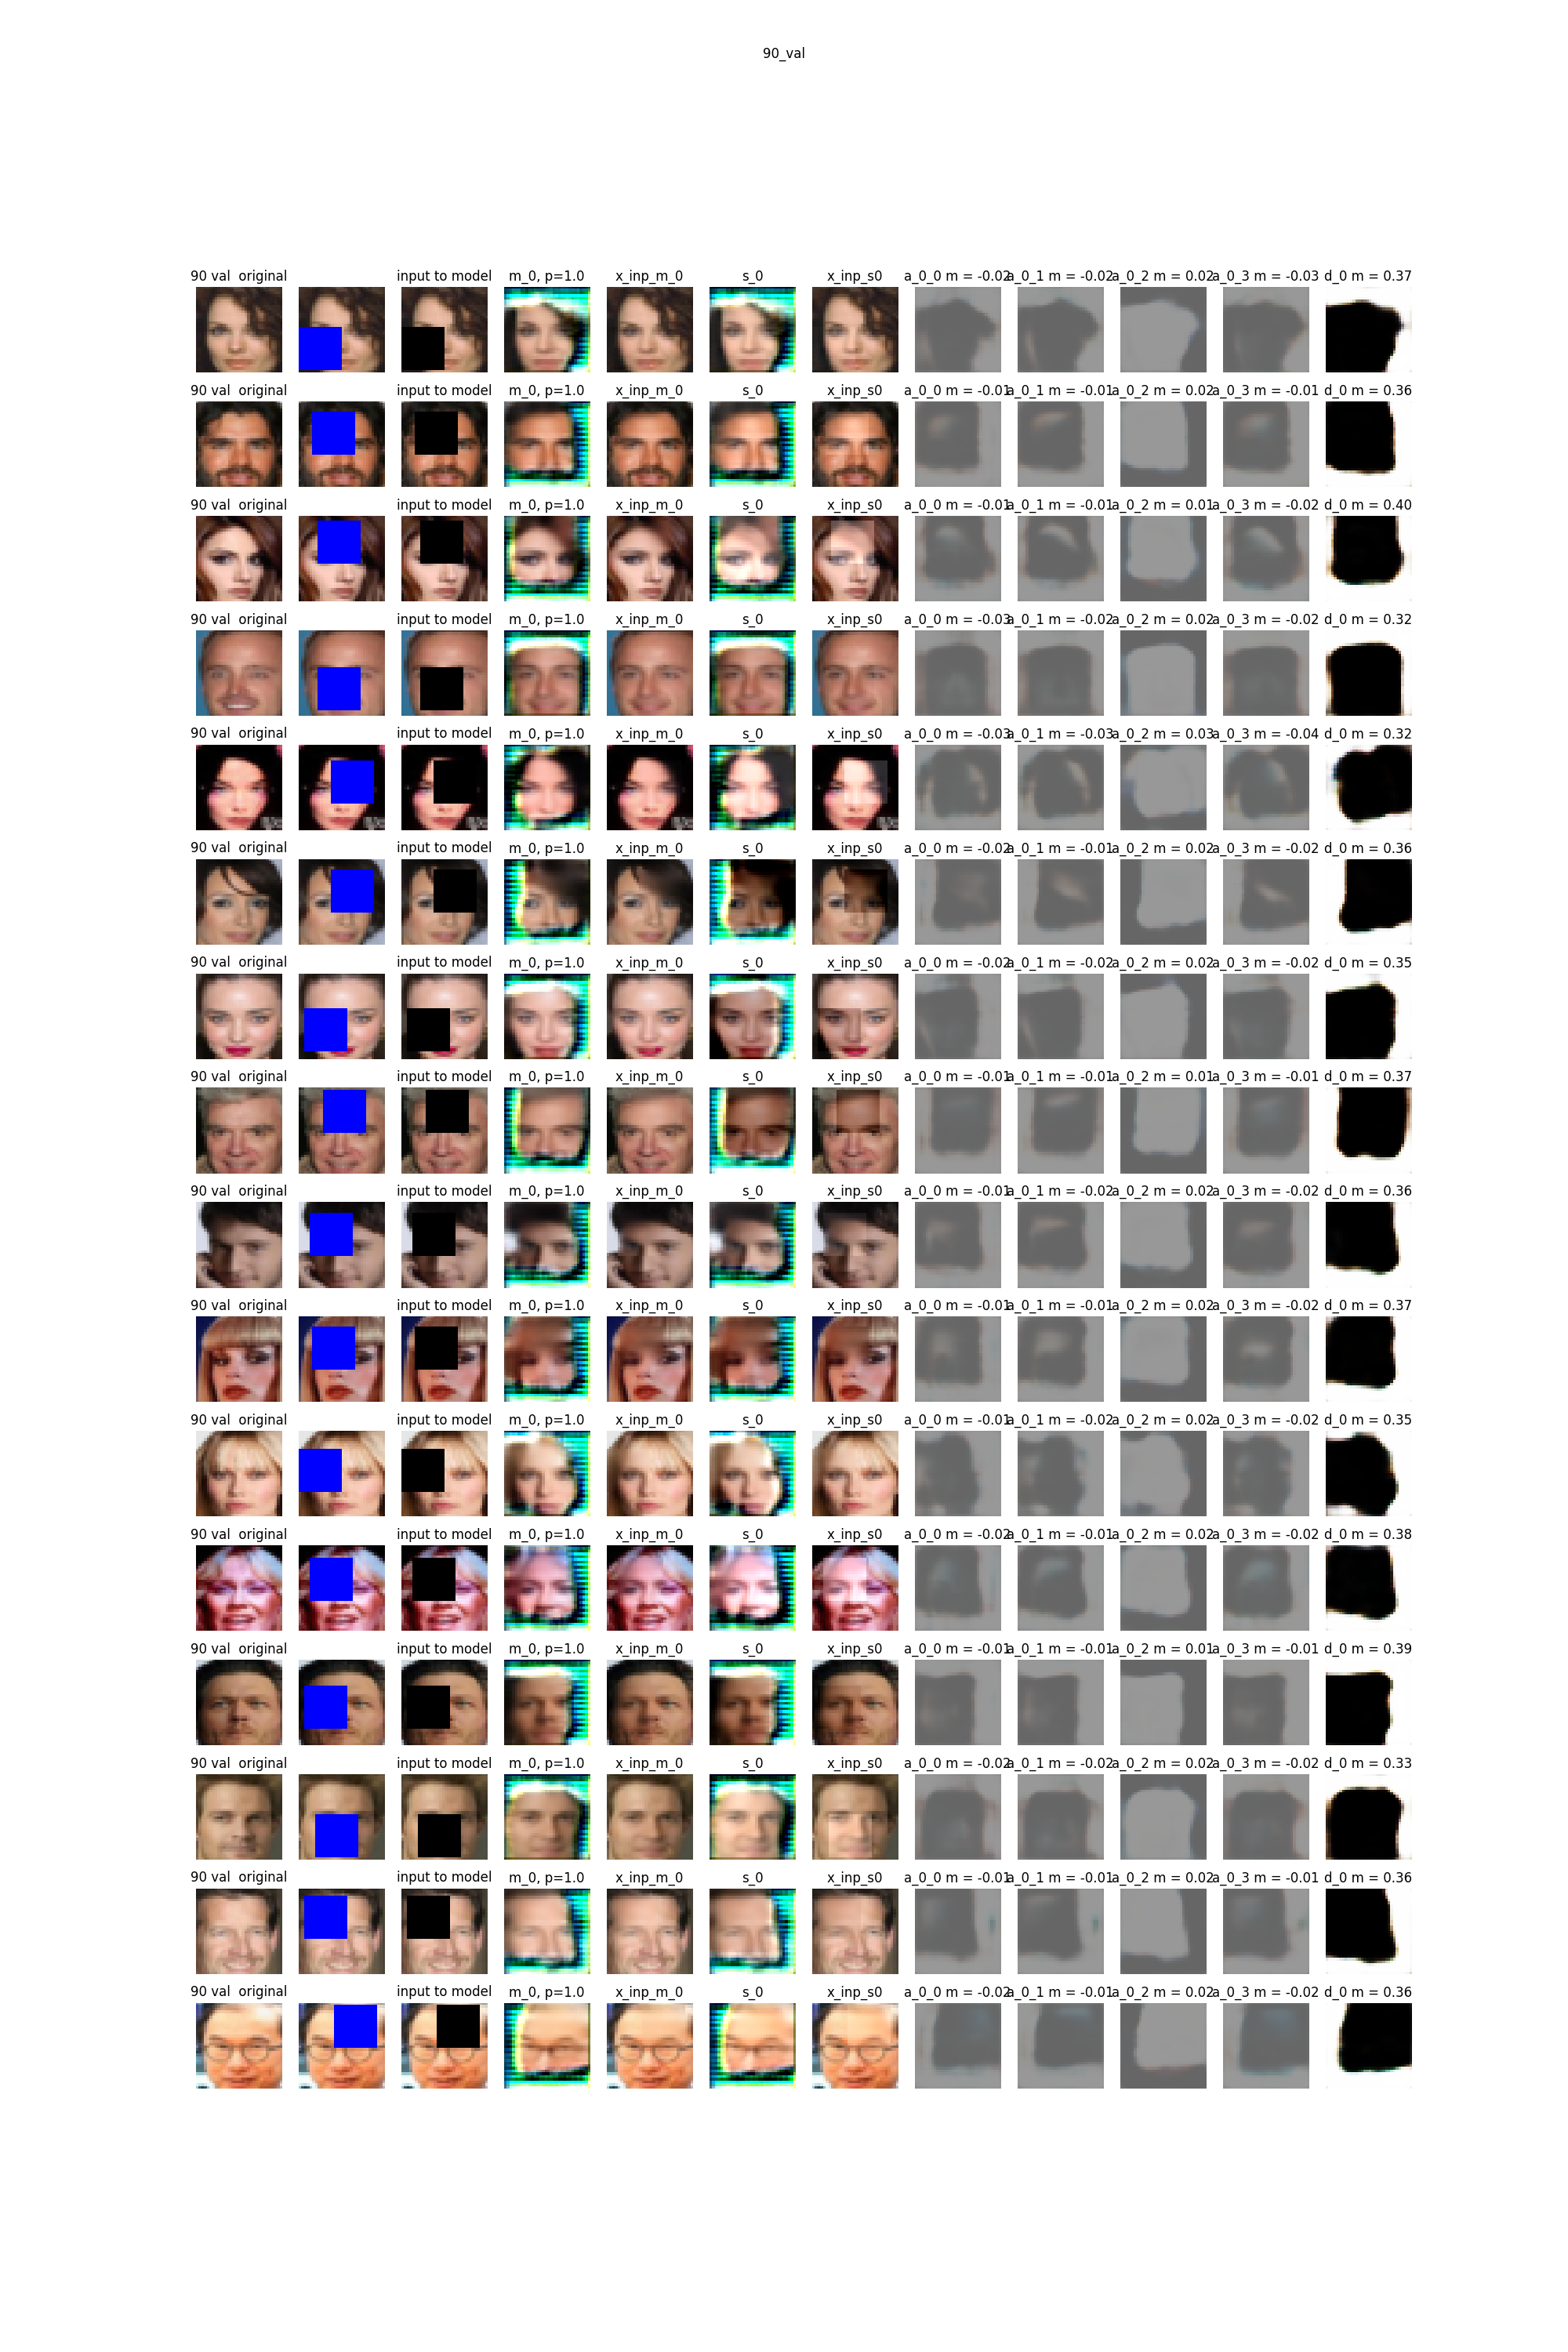 90_val
90 val original input to model m_0, p=1.0 x_inp_m_0 s_0 x_inp_s0 a_0_0 m = -0.02 a_0_1 m = -0.02 a_0_2 m = 0.02 a_0_3 m = -0.03 d_0 m = 0.37
90 val original input to model m_0, p=1.0 x_inp_m_0 s_0 x_inp_s0 a_0_0 m = -0.01 a_0_1 m = -0.01 a_0_2 m = 0.02 a_0_3 m = -0.01 d_0 m = 0.36
90 val original input to model m_0, p=1.0 x_inp_m_0 s_0 x_inp_s0 a_0_0 m = -0.01 a_0_1 m = -0.01 a_0_2 m = 0.01 a_0_3 m = -0.02 d_0 m = 0.40
90 val original input to model m_0, p=1.0 x_inp_m_0 s_0 x_inp_s0 a_0_0 m = -0.03 a_0_1 m = -0.02 a_0_2 m = 0.02 a_0_3 m = -0.02 d_0 m = 0.32
90 val original input to model m_0, p=1.0 x_inp_m_0 s_0 x_inp_s0 a_0_0 m = -0.03 a_0_1 m = -0.03 a_0_2 m = 0.03 a_0_3 m = -0.04 d_0 m = 0.32
90 val original input to model m_0, p=1.0 x_inp_m_0 s_0 x_inp_s0 a_0_0 m = -0.02 a_0_1 m = -0.02 a_0_2 m = 0.02 a_0_3 m = -0.02 d_0 m = 0.36
90 val original input to model m_0, p=1.0 x_inp_m_0 s_0 x_inp_s0 a_0_0 m = -0.02 a_0_1 m = -0.02 a_0_2 m = 0.02 a_0_3 m = -0.02 d_0 m = 0.35
90 val original input to model m_0, p=1.0 x_inp_m_0 s_0 x_inp_s0 a_0_0 m = -0.01 a_0_1 m = -0.01 a_0_2 m = 0.01 a_0_3 m = -0.01 d_0 m = 0.37
90 val original input to model m_0, p=1.0 x_inp_m_0 s_0 x_inp_s0 a_0_0 m = -0.01 a_0_1 m = -0.02 a_0_2 m = 0.02 a_0_3 m = -0.02 d_0 m = 0.36
90 val original input to model m_0, p=1.0 x_inp_m_0 s_0 x_inp_s0 a_0_0 m = -0.01 a_0_1 m = -0.01 a_0_2 m = 0.02 a_0_3 m = -0.02 d_0 m = 0.37
90 val original input to model m_0, p=1.0 x_inp_m_0 s_0 x_inp_s0 a_0_0 m = -0.01 a_0_1 m = -0.02 a_0_2 m = 0.02 a_0_3 m = -0.02 d_0 m = 0.35
90 val original input to model m_0, p=1.0 x_inp_m_0 s_0 x_inp_s0 a_0_0 m = -0.02 a_0_1 m = -0.01 a_0_2 m = 0.02 a_0_3 m = -0.02 d_0 m = 0.38
90 val original input to model m_0, p=1.0 x_inp_m_0 s_0 x_inp_s0 a_0_0 m = -0.01 a_0_1 m = -0.01 a_0_2 m = 0.01 a_0_3 m = -0.01 d_0 m = 0.39
90 val original input to model m_0, p=1.0 x_inp_m_0 s_0 x_inp_s0 a_0_0 m = -0.02 a_0_1 m = -0.02 a_0_2 m = 0.02 a_0_3 m = -0.02 d_0 m = 0.33
90 val original input to model m_0, p=1.0 x_inp_m_0 s_0 x_inp_s0 a_0_0 m = -0.01 a_0_1 m = -0.01 a_0_2 m = 0.02 a_0_3 m = -0.01 d_0 m = 0.36
90 val original input to model m_0, p=1.0 x_inp_m_0 s_0 x_inp_s0 a_0_0 m = -0.02 a_0_1 m = -0.01 a_0_2 m = 0.02 a_0_3 m = -0.02 d_0 m = 0.36